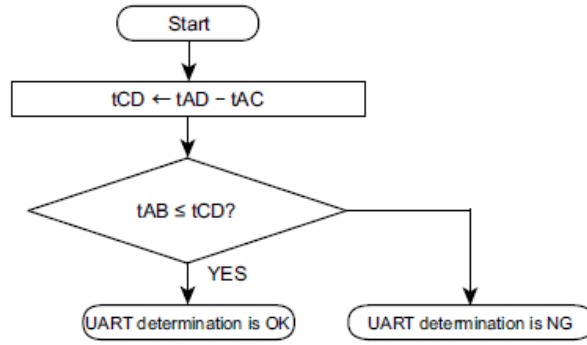 Start
tCD ← tAD − tAC
tAB ≤ tCD?
YES
UART determination is OK
UART determination is NG